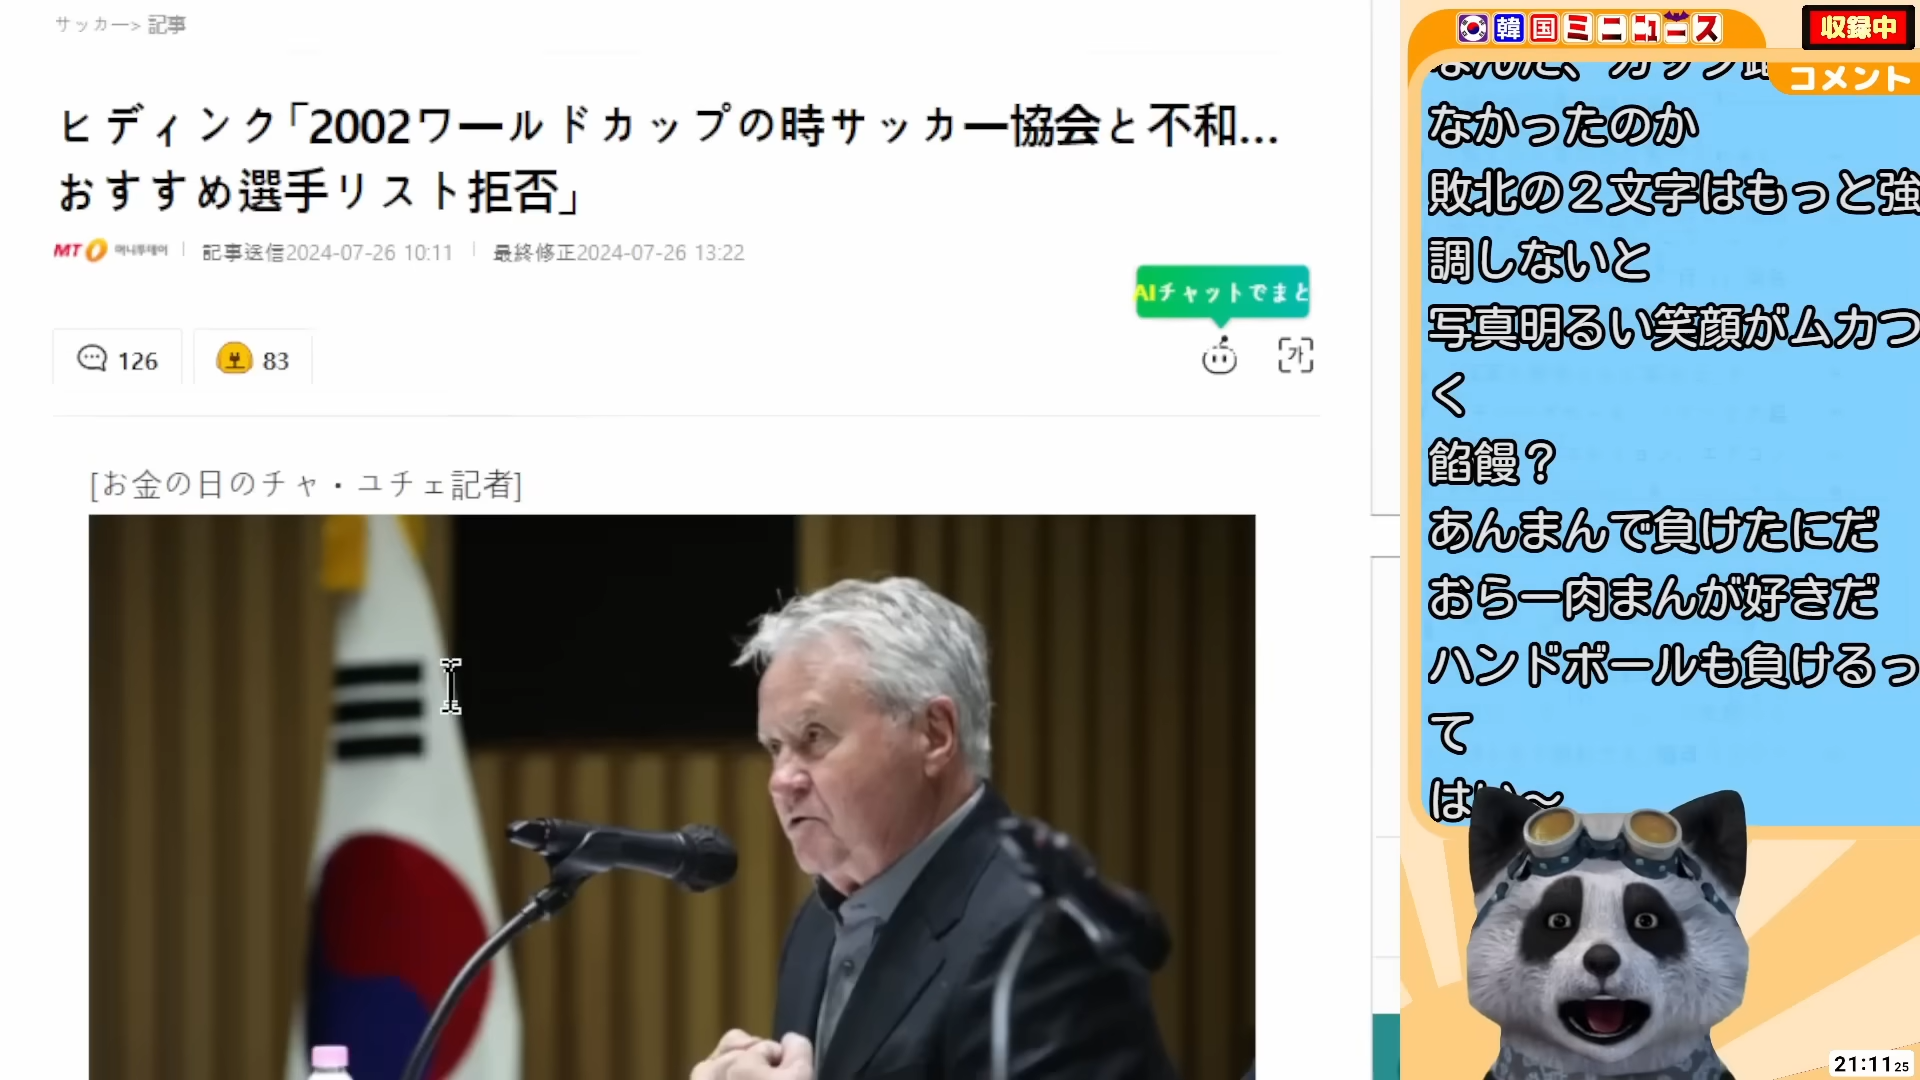 サッカー> 記事
ヒディンク「2002ワールドカップの時サッカー協会と不和...
おすすめ選手リスト拒否」
MT 머니투데이 記事送信2024-07-26 10:11 最終修正2024-07-26 13:22
AIチャットでまと
126 83
가
[お金の日のチャ・ユチェ記者]
韓国ミニニュース
収録中
コメント
なかったのか
敗北の２文字はもっと強
調しないと
写真明るい笑顔がムカつ
く
餡饅？
あんまんで負けたにだ
おらー肉まんが好きだ
ハンドボールも負けるっ
て
はい～
21:11 25